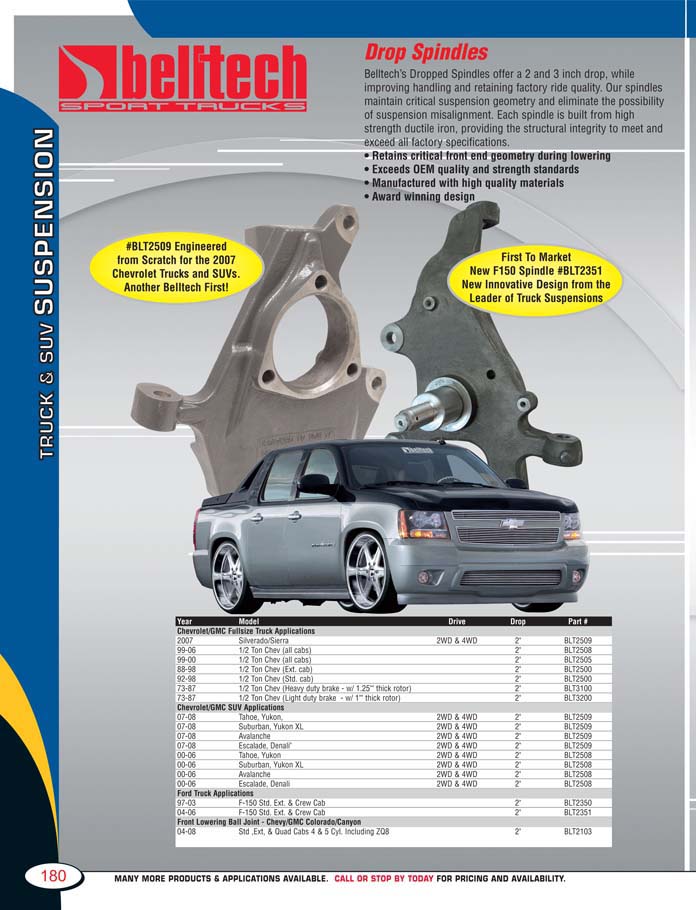 belltech
SPORT TRUCKS
Drop Spindles
Belltech's Dropped Spindles offer a 2 and 3 inch drop, while
improving handling and retaining factory ride quality. Our spindles
maintain critical suspension geometry and eliminate the possibility
of suspension misalignment. Each spindle is built from high
strength ductile iron, providing the structural integrity to meet and
exceed all factory specifications.
• Retains critical front end geometry during lowering
• Exceeds OEM quality and strength standards
• Manufactured with high quality materials
• Award winning design
TRUCK & SUV SUSPENSION
#BLT2509 Engineered
from Scratch for the 2007
Chevrolet Trucks and SUVs.
Another Belltech First!
First To Market
New F150 Spindle #BLT2351
New Innovative Design from the
Leader of Truck Suspensions
belltech
Year Model Drive Drop Part #
Chevrolet/GMC Fullsize Truck Applications
2007 Silverado/Sierra 2WD & 4WD 2" BLT2509
99-06 1/2 Ton Chev (all cabs) 2" BLT2508
99-00 1/2 Ton Chev (all cabs) 2" BLT2505
88-98 1/2 Ton Chev (Ext. cab) 2" BLT2500
92-98 1/2 Ton Chev (Std. cab) 2" BLT2500
73-87 1/2 Ton Chev (Heavy duty brake - w/ 1.25"' thick rotor) 2" BLT3100
73-87 1/2 Ton Chev (Light duty brake - w/ 1"' thick rotor) 2" BLT3200
Chevrolet/GMC SUV Applications
07-08 Tahoe, Yukon, 2WD & 4WD 2" BLT2509
07-08 Suburban, Yukon XL 2WD & 4WD 2" BLT2509
07-08 Avalanche 2WD & 4WD 2" BLT2509
07-08 Escalade, Denali" 2WD & 4WD 2" BLT2509
00-06 Tahoe, Yukon 2WD & 4WD 2" BLT2508
00-06 Suburban, Yukon XL 2WD & 4WD 2" BLT2508
00-06 Avalanche 2WD & 4WD 2" BLT2508
00-06 Escalade, Denali 2WD & 4WD 2" BLT2508
Ford Truck Applications
97-03 F-150 Std. Ext. & Crew Cab 2" BLT2350
04-06 F-150 Std. Ext. & Crew Cab 2" BLT2351
Front Lowering Ball Joint - Chevy/GMC Colorado/Canyon
04-08 Std ,Ext, & Quad Cabs 4 & 5 Cyl. Including ZQ8 2" BLT2103
180
MANY MORE PRODUCTS & APPLICATIONS AVAILABLE. CALL OR STOP BY TODAY FOR PRICING AND AVAILABILITY.